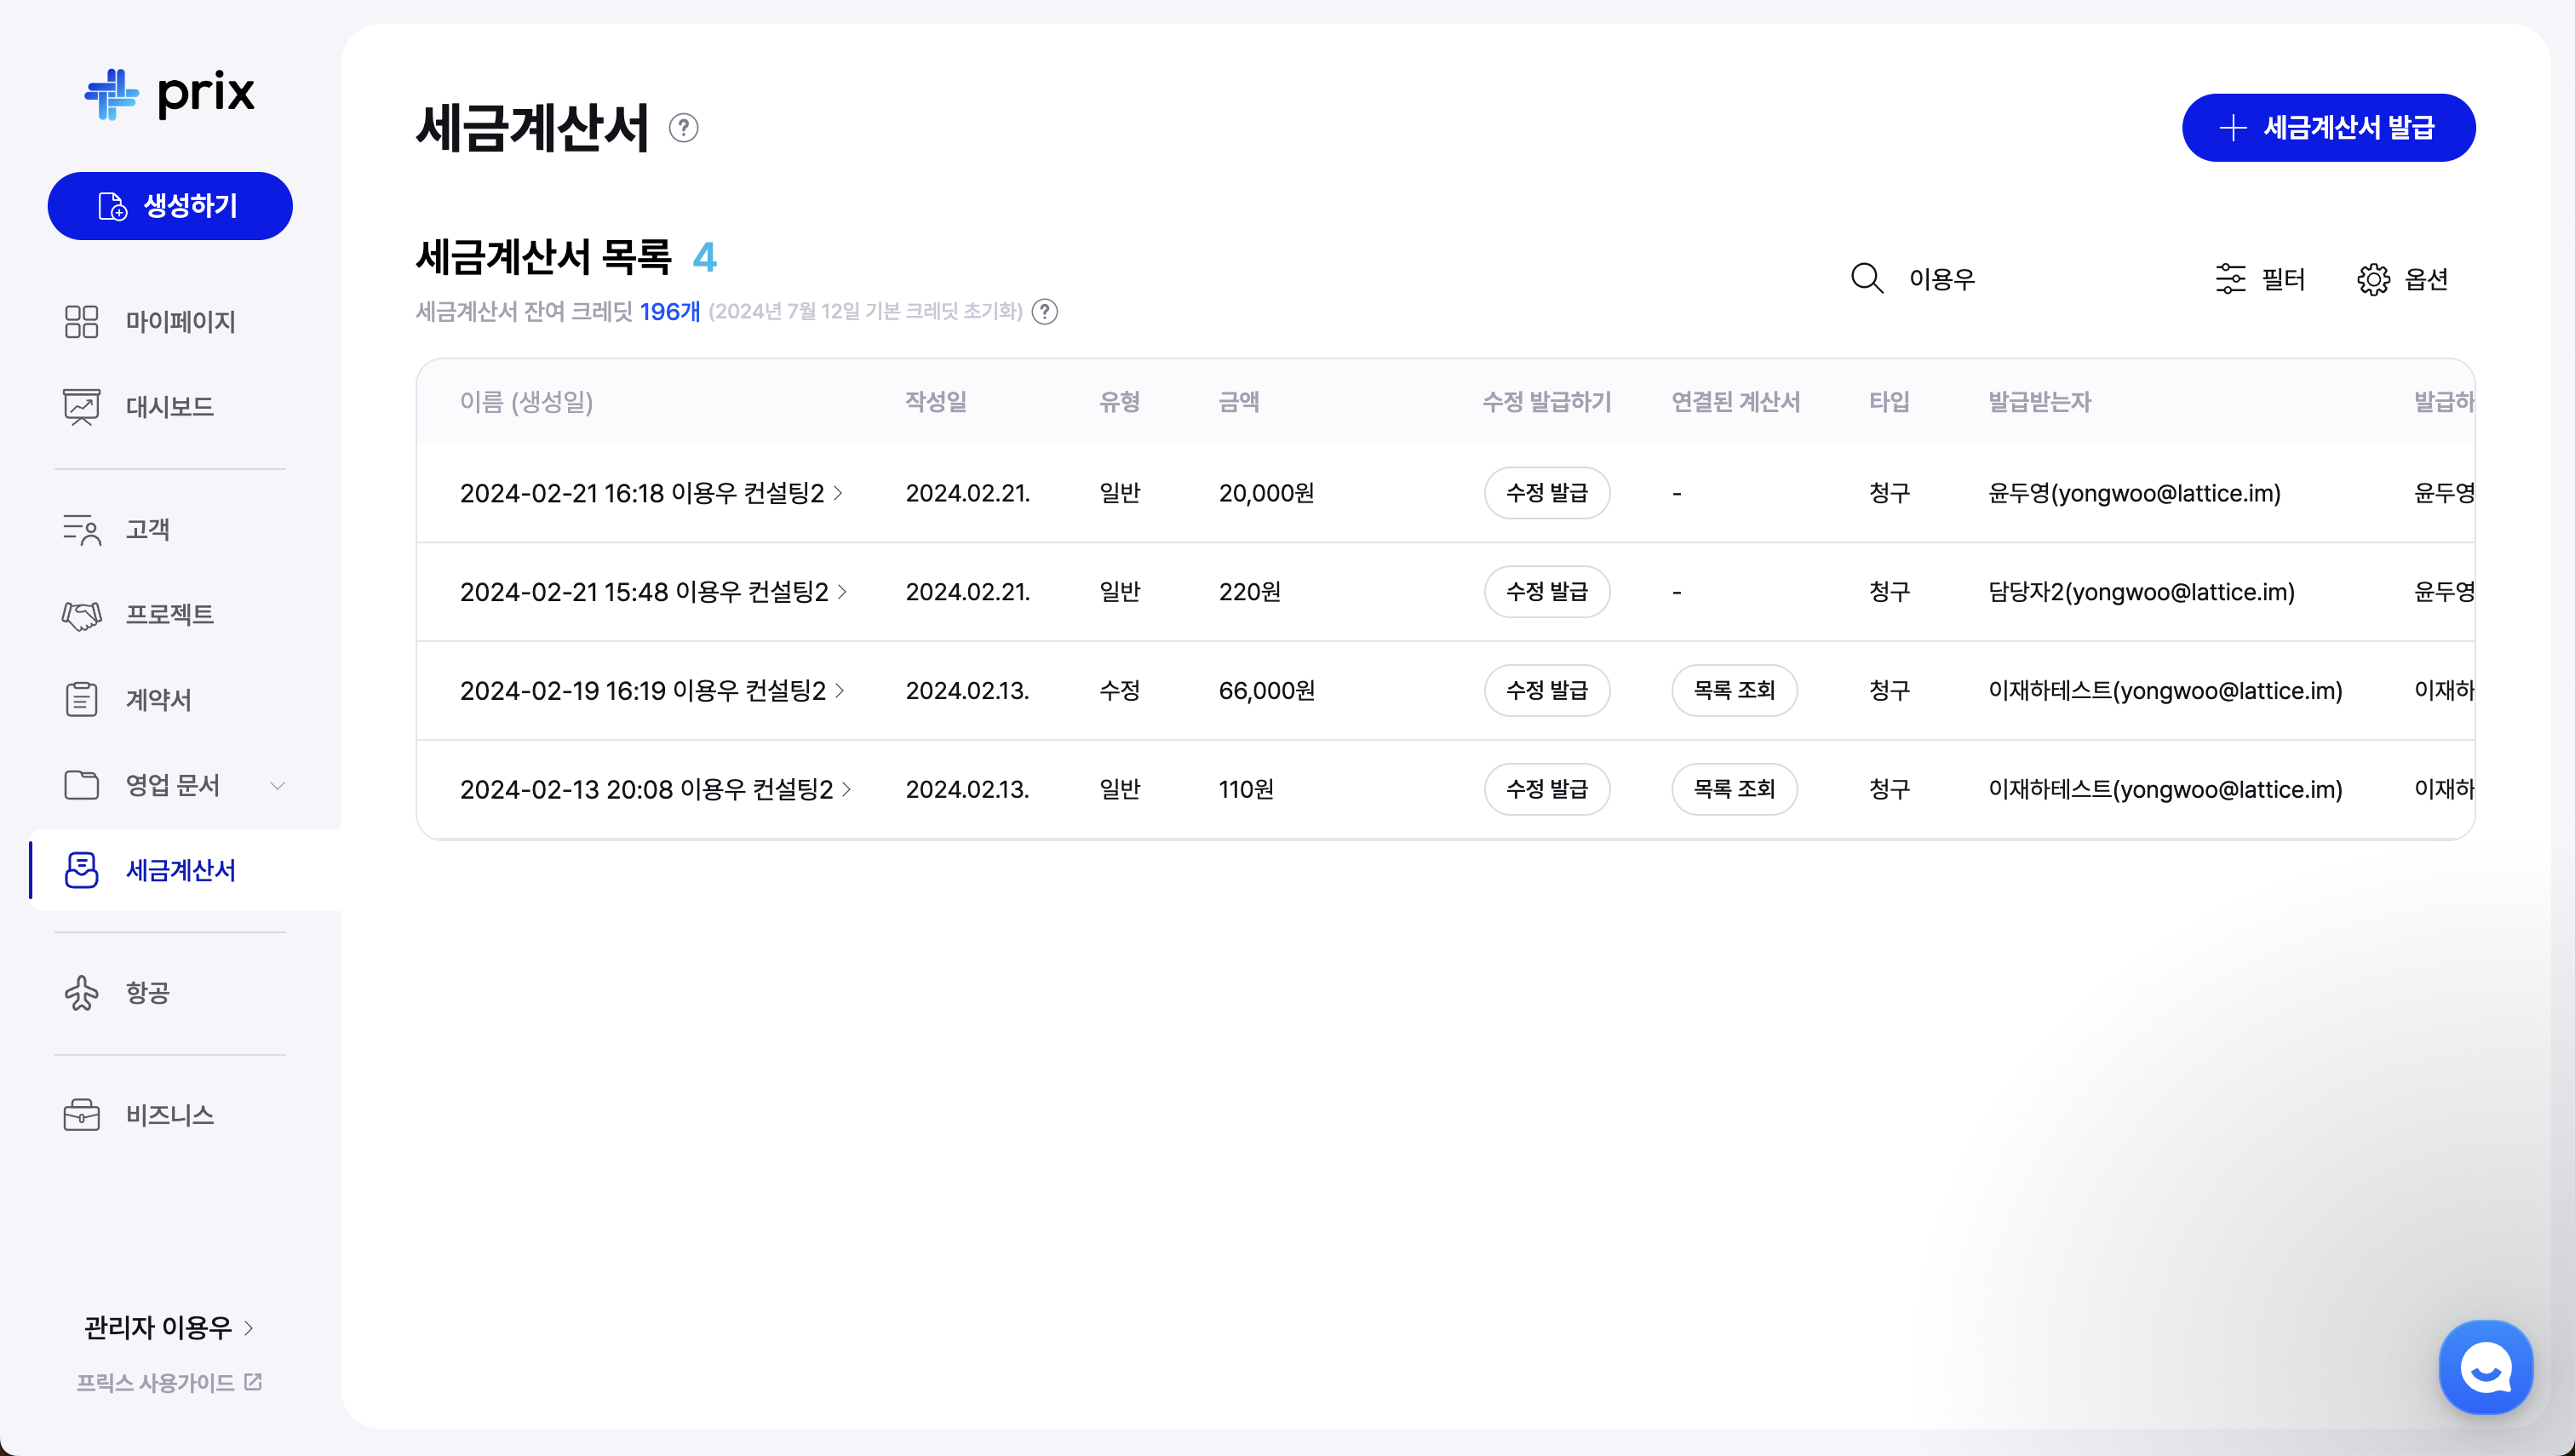 prix
생성하기
마이페이지
대시보드
고객
프로젝트
계약서
영업 문서
세금계산서
항공
비즈니스
관리자 이용우
프릭스 사용가이드
세금계산서 ?
세금계산서 발급
세금계산서 목록 4
세금계산서 잔여 크레딧 196개 (2024년 7월 12일 기본 크레딧 초기화) ?
이용우 필터 옵션
이름 (생성일) 작성일 유형 금액 수정 발급하기 연결된 계산서 타입 발급받는자 발급하
2024-02-21 16:18 이용우 컨설팅2 2024.02.21. 일반 20,000원 수정 발급 - 청구 윤두영(yongwoo@lattice.im) 윤두영
2024-02-21 15:48 이용우 컨설팅2 2024.02.21. 일반 220원 수정 발급 - 청구 담당자2(yongwoo@lattice.im) 윤두영
2024-02-19 16:19 이용우 컨설팅2 2024.02.13. 수정 66,000원 수정 발급 목록 조회 청구 이재하테스트(yongwoo@lattice.im) 이재하
2024-02-13 20:08 이용우 컨설팅2 2024.02.13. 일반 110원 수정 발급 목록 조회 청구 이재하테스트(yongwoo@lattice.im) 이재하